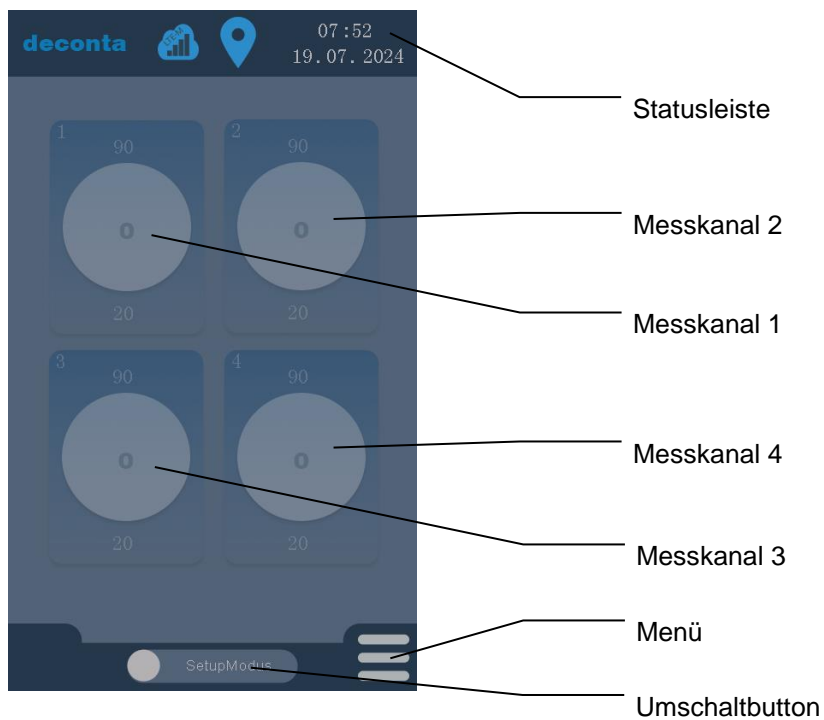 deconta
LTEM
07:52
19.07.2024
Statusleiste
1
90
0
20
2
90
0
20
Messkanal 2
Messkanal 1
3
90
0
20
4
90
0
20
Messkanal 4
Messkanal 3
Menü
SetupModus
Umschaltbutton